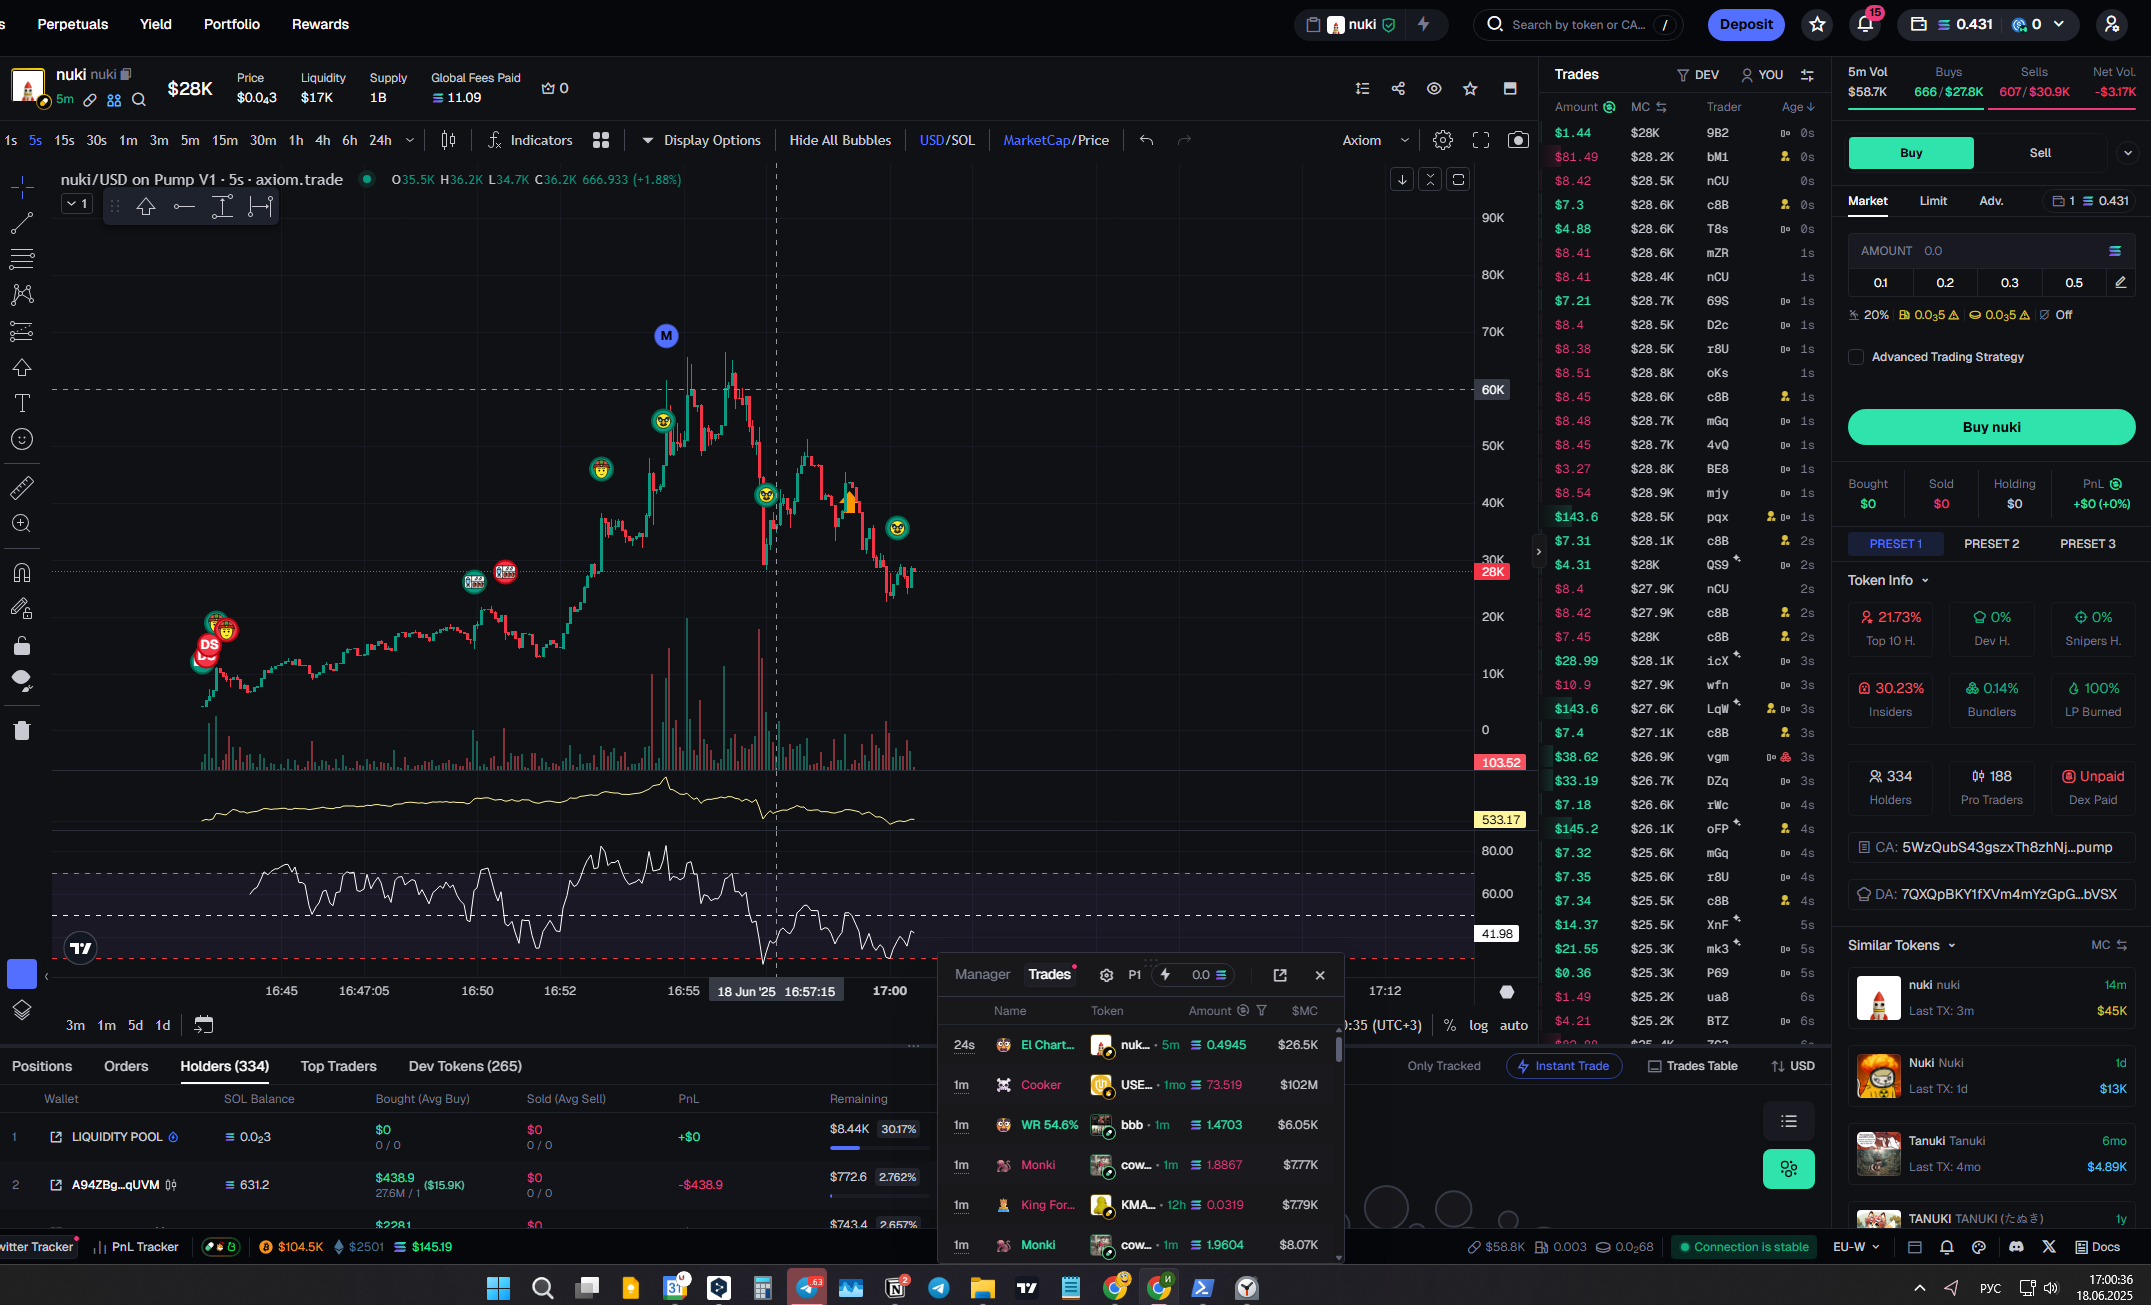 s Perpetuals Yield Portfolio Rewards
nuki
Search by token or CA... /
Deposit
15
0.431 0
nuki nuki
5m
$28K
Price
$0.0₄3
Liquidity
$17K
Supply
1B
Global Fees Paid
11.09
0
1s 5s 15s 30s 1m 3m 5m 15m 30m 1h 4h 6h 24h
Indicators
Display Options
Hide All Bubbles
USD/SOL
MarketCap/Price
Axiom
nuki/USD on Pump V1 · 5s · axiom.trade
O35.5K H36.2K L34.7K C36.2K 666.933 (+1.88%)
1
90K
80K
70K
M
60K
50K
40K
30K
28K
20K
DS
10K
0
103.52
533.17
80.00
60.00
41.98
16:45 16:47:05 16:50 16:52 16:55 18 Jun '25 16:57:15 17:00 17:12
3m 1m 5d 1d
:35 (UTC+3) % log auto
Trades DEV YOU
Amount MC Trader Age
$1.44 $28K 9B2 0s
$81.49 $28.2K bM1 0s
$8.42 $28.5K nCU 0s
$7.3 $28.6K c8B 0s
$4.88 $28.6K T8s 0s
$8.41 $28.6K mZR 1s
$8.41 $28.4K nCU 1s
$7.21 $28.7K 69S 1s
$8.4 $28.5K D2c 1s
$8.38 $28.5K r8U 1s
$8.51 $28.8K oKs 1s
$8.45 $28.6K c8B 1s
$8.48 $28.7K mGq 1s
$8.45 $28.7K 4vQ 1s
$3.27 $28.8K BE8 1s
$8.54 $28.9K mjy 1s
$143.6 $28.5K pqx 1s
$7.31 $28.1K c8B 2s
$4.31 $28K QS9 2s
$8.4 $27.9K nCU 2s
$8.42 $27.9K c8B 2s
$7.45 $28K c8B 2s
$28.99 $28.1K icX 3s
$10.9 $27.9K wfn 3s
$143.6 $27.6K LqW 3s
$7.4 $27.1K c8B 3s
$38.62 $26.9K vgm 3s
$33.19 $26.7K DZq 3s
$7.18 $26.6K rWc 4s
$145.2 $26.1K oFP 4s
$7.32 $25.6K mGq 4s
$7.35 $25.6K r8U 4s
$7.34 $25.5K c8B 4s
$14.37 $25.5K XnF 5s
$21.55 $25.3K mk3 5s
$0.36 $25.3K P69 5s
$1.49 $25.2K ua8 6s
$4.21 $25.2K BTZ 6s
5m Vol Buys Sells Net Vol.
$58.7K 666 / $27.8K 607 / $30.9K -$3.17K
Buy Sell
Market Limit Adv. 1 0.431
AMOUNT 0.0
0.1 0.2 0.3 0.5
20% 0.0₃5 0.0₃5 Off
Advanced Trading Strategy
Buy nuki
Bought Sold Holding PnL
$0 $0 $0 +$0 (+0%)
PRESET 1 PRESET 2 PRESET 3
Token Info
21.73% 0% 0%
Top 10 H. Dev H. Snipers H.
30.23% 0.14% 100%
Insiders Bundlers LP Burned
334 188 Unpaid
Holders Pro Traders Dex Paid
CA: 5WzQubS43gszxTh8zhNj...pump
DA: 7QXQpBKY1fXVm4mYzGpG...bVSX
Similar Tokens MC
nuki nuki 14m
Last TX: 3m $45K
Nuki Nuki 1d
Last TX: 1d $13K
Tanuki Tanuki 6mo
Last TX: 4mo $4.89K
TANUKI TANUKI (たぬき) 1y
Positions Orders Holders (334) Top Traders Dev Tokens (265)
Only Tracked Instant Trade Trades Table USD
Wallet SOL Balance Bought (Avg Buy) Sold (Avg Sell) PnL Remaining
1 LIQUIDITY POOL 0.0₂3 $0 $0 +$0 $8.44K 30.17%
0 / 0 0 / 0
2 A94ZBg...qUVM 631.2 $438.9 $0 -$438.9 $772.6 2.762%
27.6M / 1 ($15.9K) 0 / 0
$2281 $0 $743.4 2.657%
Manager Trades P1 0.0
Name Token Amount $MC
24s El Chart... nuk... · 5m 0.4945 $26.5K
1m Cooker USE... · 1mo 73.519 $102M
1m WR 54.6% bbb · 1m 1.4703 $6.05K
1m Monki cow... · 1m 1.8867 $7.77K
1m King For... KMA... · 12h 0.0319 $7.79K
1m Monki cow... · 1m 1.9604 $8.07K
witter Tracker PnL Tracker $104.5K $2501 $145.19
$58.8K 0.003 0.0₂68 Connection is stable EU-W Docs
31 63 2
РУС
17:00:36
18.06.2025